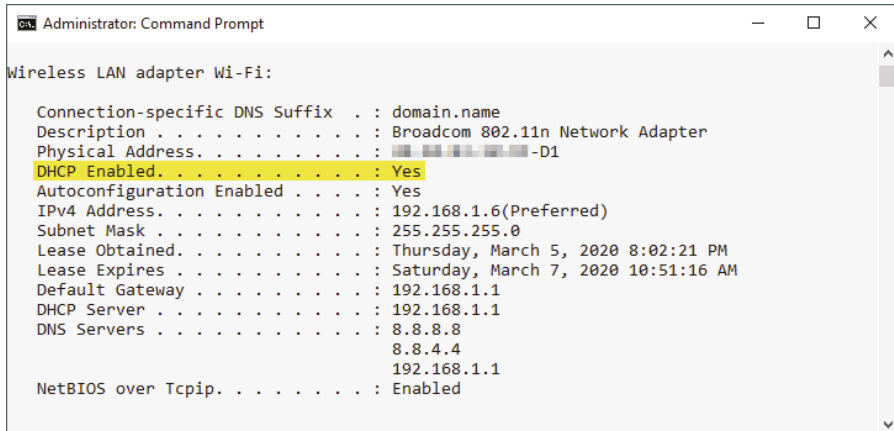 Administrator: Command Prompt
Wireless LAN adapter Wi-Fi:
Connection-specific DNS Suffix . : domain.name
Description . . . . . . . . . . . : Broadcom 802.11n Network Adapter
Physical Address. . . . . . . . . : -D1
DHCP Enabled. . . . . . . . . . . : Yes
Autoconfiguration Enabled . . . . : Yes
IPv4 Address. . . . . . . . . . . : 192.168.1.6(Preferred)
Subnet Mask . . . . . . . . . . . : 255.255.255.0
Lease Obtained. . . . . . . . . . : Thursday, March 5, 2020 8:02:21 PM
Lease Expires . . . . . . . . . . : Saturday, March 7, 2020 10:51:16 AM
Default Gateway . . . . . . . . . : 192.168.1.1
DHCP Server . . . . . . . . . . . : 192.168.1.1
DNS Servers . . . . . . . . . . . : 8.8.8.8
8.8.4.4
192.168.1.1
NetBIOS over Tcpip. . . . . . . . : Enabled